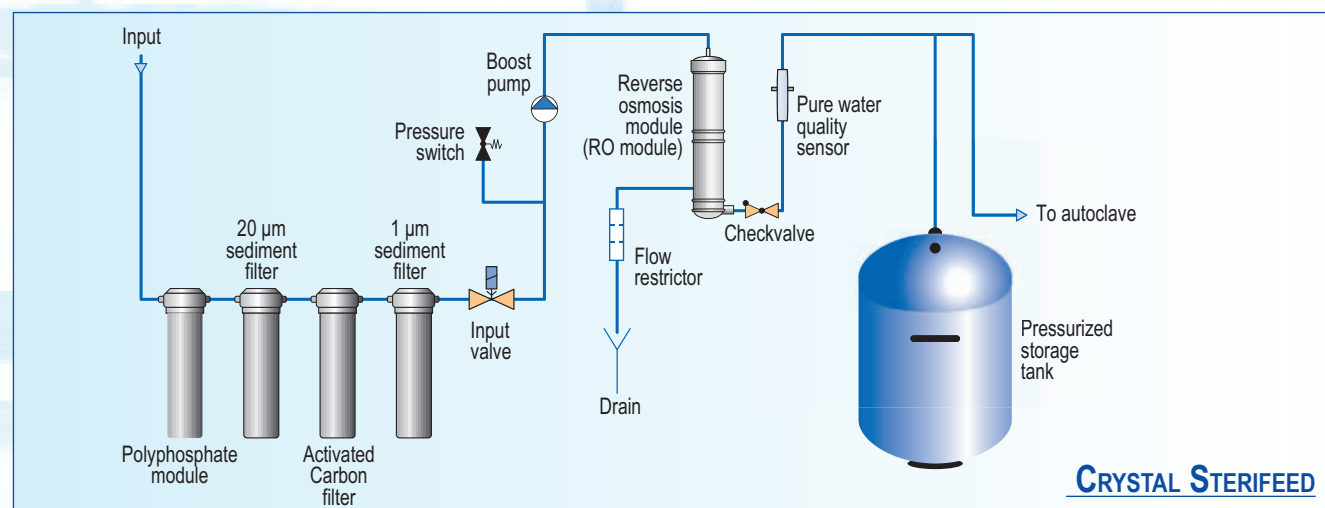 Input
Boost
pump
Pressure
switch
Reverse
osmosis
module
(RO module)
Pure water
quality
sensor
To autoclave
Checkvalve
20 µm
sediment
filter
1 µm
sediment
filter
Flow
restrictor
Input
valve
Pressurized
storage
tank
Drain
Polyphosphate
module
Activated
Carbon
filter
CRYSTAL STERIFEED